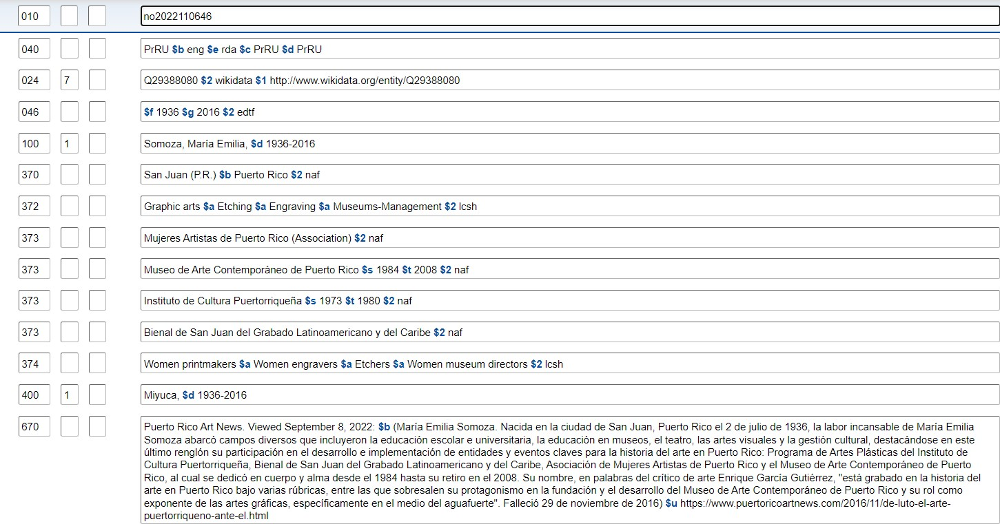 010 no2022110646
040 PrRU $b eng $e rda $c PrRU $d PrRU
024 7 Q29388080 $2 wikidata $1 http://www.wikidata.org/entity/Q29388080
046 $f 1936 $g 2016 $2 edtf
100 1 Somoza, María Emilia, $d 1936-2016
370 San Juan (P.R.) $b Puerto Rico $2 naf
372 Graphic arts $a Etching $a Engraving $a Museums-Management $2 lcsh
373 Mujeres Artistas de Puerto Rico (Association) $2 naf
373 Museo de Arte Contemporáneo de Puerto Rico $s 1984 $t 2008 $2 naf
373 Instituto de Cultura Puertorriqueña $s 1973 $t 1980 $2 naf
373 Bienal de San Juan del Grabado Latinoamericano y del Caribe $2 naf
374 Women printmakers $a Women engravers $a Etchers $a Women museum directors $2 lcsh
400 1 Miyuca, $d 1936-2016
670 Puerto Rico Art News. Viewed September 8, 2022: $b (María Emilia Somoza. Nacida en la ciudad de San Juan, Puerto Rico el 2 de julio de 1936, la labor incansable de María Emilia
Somoza abarcó campos diversos que incluyeron la educación escolar e universitaria, la educación en museos, el teatro, las artes visuales y la gestión cultural, destacándose en este
último renglón su participación en el desarrollo e implementación de entidades y eventos claves para la historia del arte en Puerto Rico: Programa de Artes Plásticas del Instituto de
Cultura Puertorriqueña, Bienal de San Juan del Grabado Latinoamericano y del Caribe, Asociación de Mujeres Artistas de Puerto Rico y el Museo de Arte Contemporáneo de Puerto
Rico, al cual se dedicó en cuerpo y alma desde el 1984 hasta su retiro en el 2008. Su nombre, en palabras del crítico de arte Enrique García Gutiérrez, "está grabado en la historia del
arte en Puerto Rico bajo varias rúbricas, entre las que sobresalen su protagonismo en la fundación y el desarrollo del Museo de Arte Contemporáneo de Puerto Rico y su rol como
exponente de las artes gráficas, específicamente en el medio del aguafuerte". Falleció 29 de noviembre de 2016) $u https://www.puertoricoartnews.com/2016/11/de-luto-el-arte-
puertorriqueno-ante-el.html